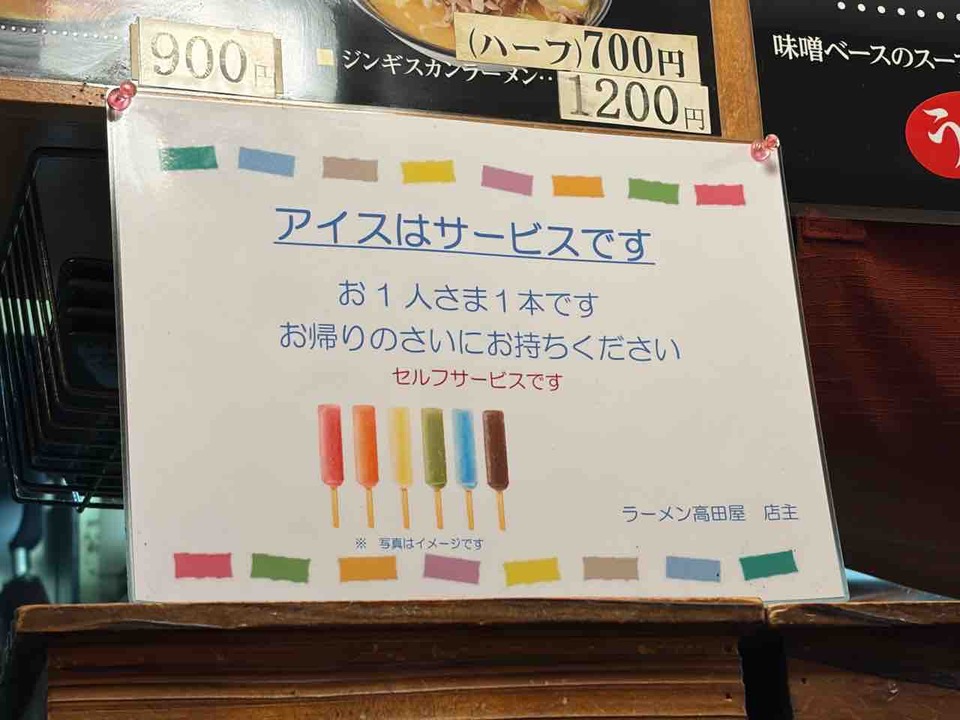 900円
(ハーフ)700円
ジンギスカンラーメン‥
1200円
味噌ベースのスー
う
アイスはサービスです
お1人さま1本です
お帰りのさいにお持ちください
セルフサービスです
ラーメン高田屋 店主
※ 写真はイメージです